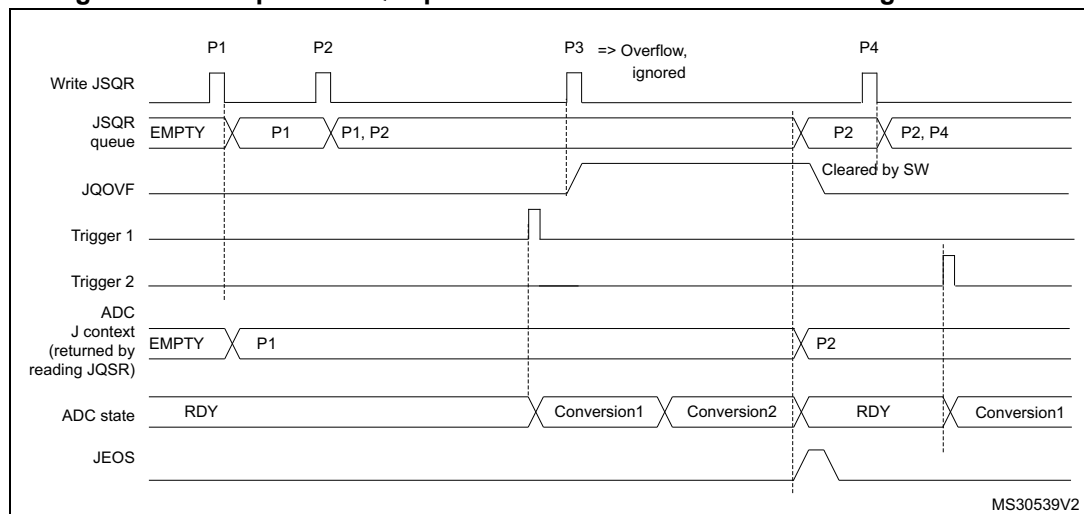 P1 P2 P3 => Overflow, P4
ignored
Write JSQR
JSQR
queue
EMPTY P1 P1, P2 P2 P2, P4
Cleared by SW
JQOVF
Trigger 1
Trigger 2
ADC
J context
(returned by
reading JQSR)
EMPTY P1 P2
ADC state RDY Conversion1 Conversion2 RDY Conversion1
JEOS
MS30539V2